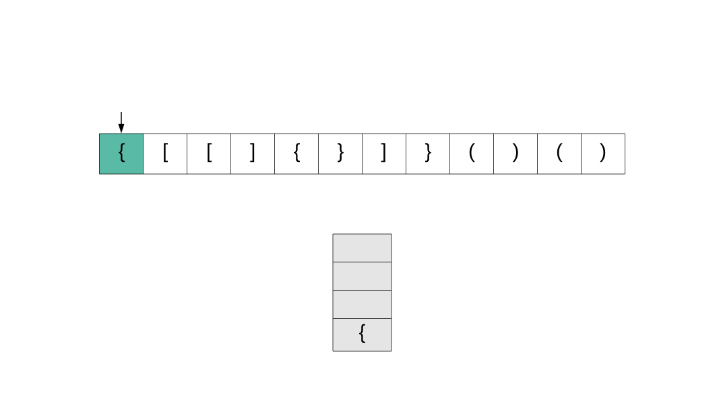 { [ [ ] { } ] } ( ) ( )
{